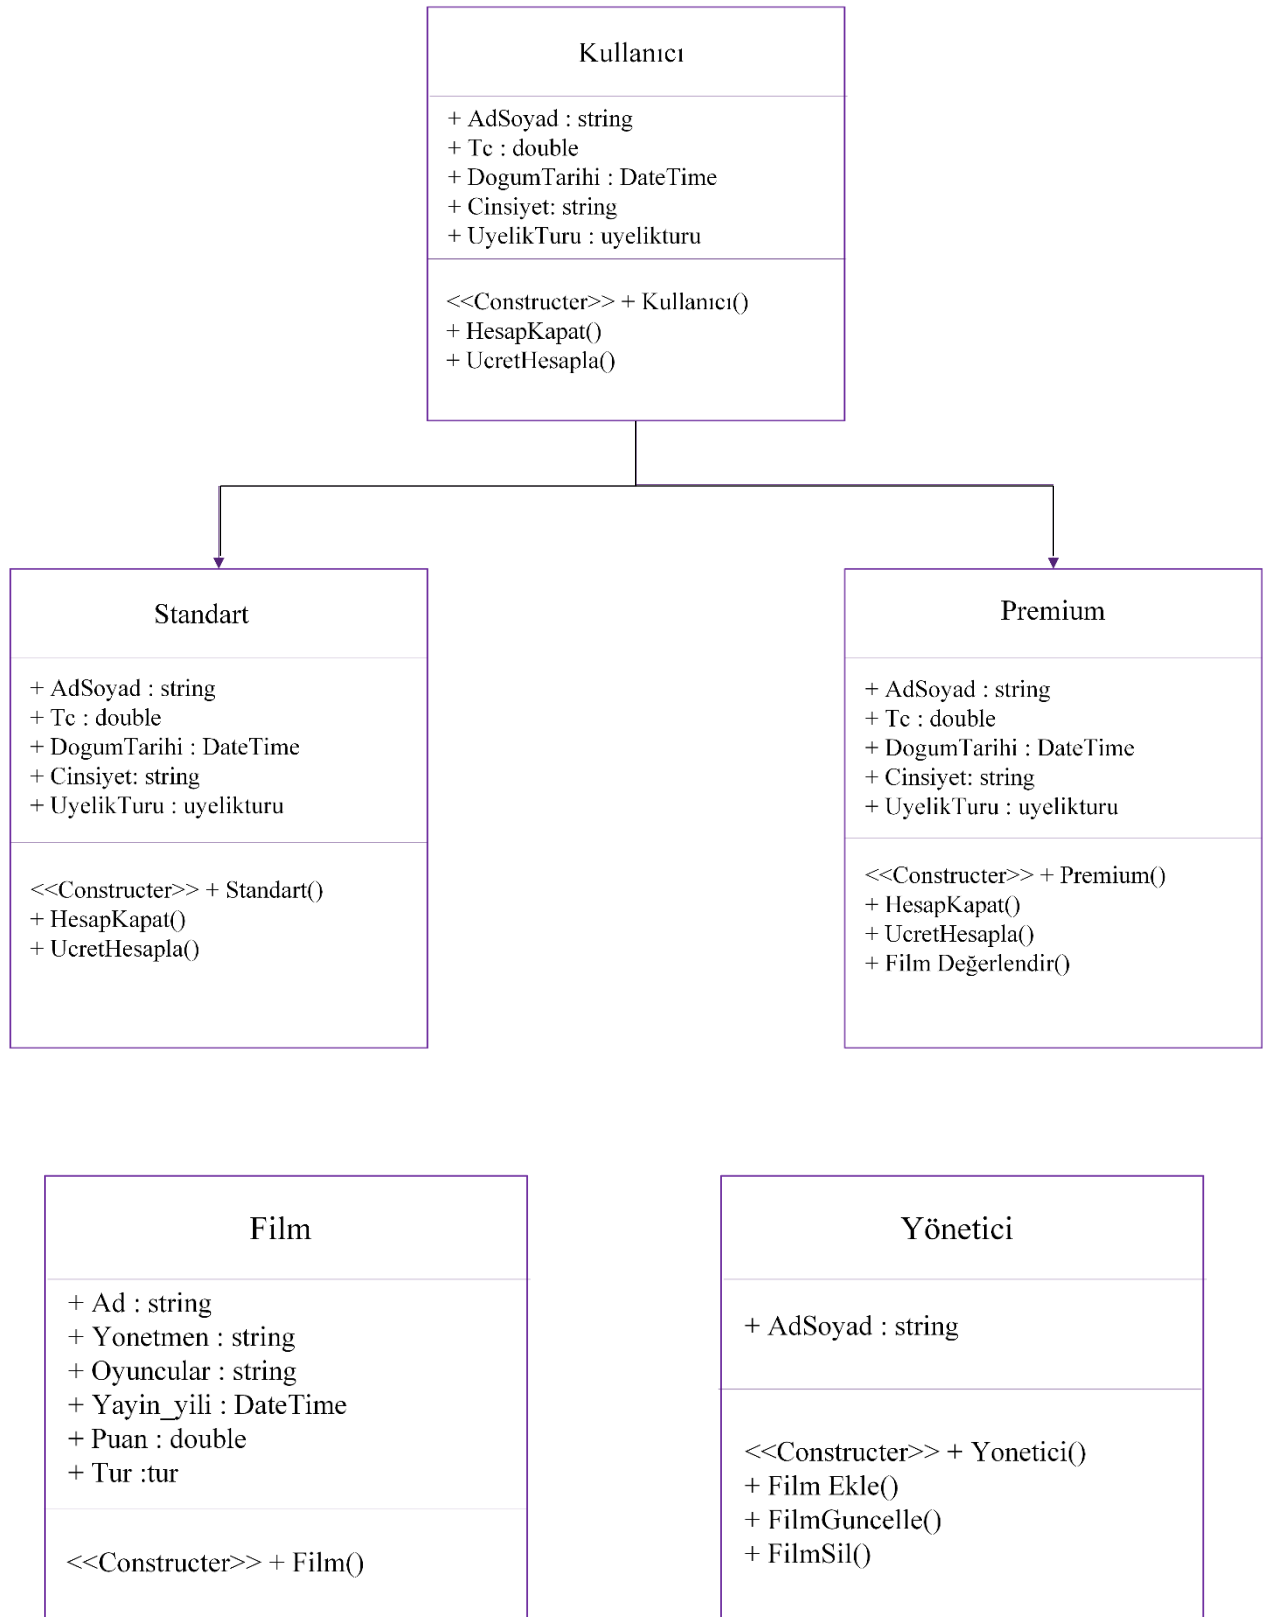 Kullanıcı
+ AdSoyad : string
+ Tc : double
+ DogumTarihi : DateTime
+ Cinsiyet: string
+ UyelikTuru : uyelikturu
<<Constructer>> + Kullanıcı()
+ HesapKapat()
+ UcretHesapla()
Standart
+ AdSoyad : string
+ Tc : double
+ DogumTarihi : DateTime
+ Cinsiyet: string
+ UyelikTuru : uyelikturu
<<Constructer>> + Standart()
+ HesapKapat()
+ UcretHesapla()
Premium
+ AdSoyad : string
+ Tc : double
+ DogumTarihi : DateTime
+ Cinsiyet: string
+ UyelikTuru : uyelikturu
<<Constructer>> + Premium()
+ HesapKapat()
+ UcretHesapla()
+ Film Değerlendir()
Film
+ Ad : string
+ Yonetmen : string
+ Oyuncular : string
+ Yayin_yili : DateTime
+ Puan : double
+ Tur :tur
<<Constructer>> + Film()
Yönetici
+ AdSoyad : string
<<Constructer>> + Yonetici()
+ Film Ekle()
+ FilmGuncelle()
+ FilmSil()